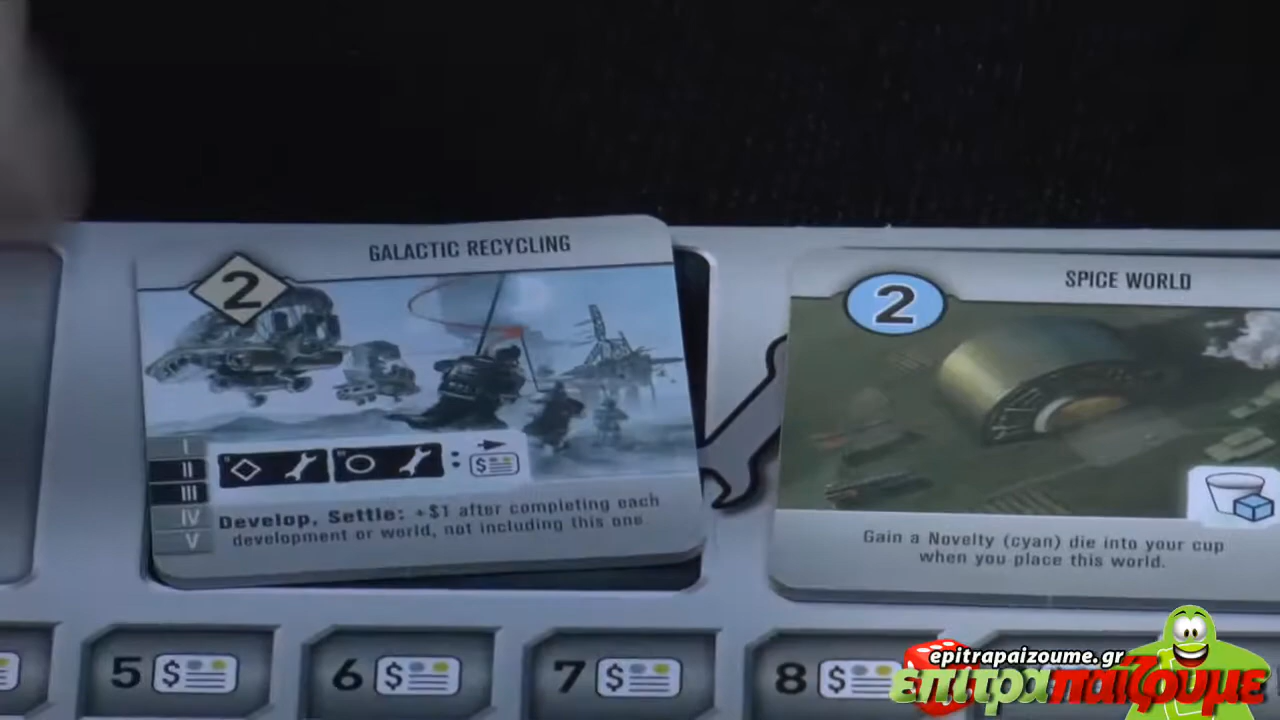 GALACTIC RECYCLING
2
I
II
III
IV
V
$
Develop, Settle: +$1 after completing each
development or world, not including this one.
SPICE WORLD
2
Gain a Novelty (cyan) die into your cup
when you place this world.
$
5 $
6 $
7 $
8 $
epitrapaizoume.gr
επιτραπαίζουμε